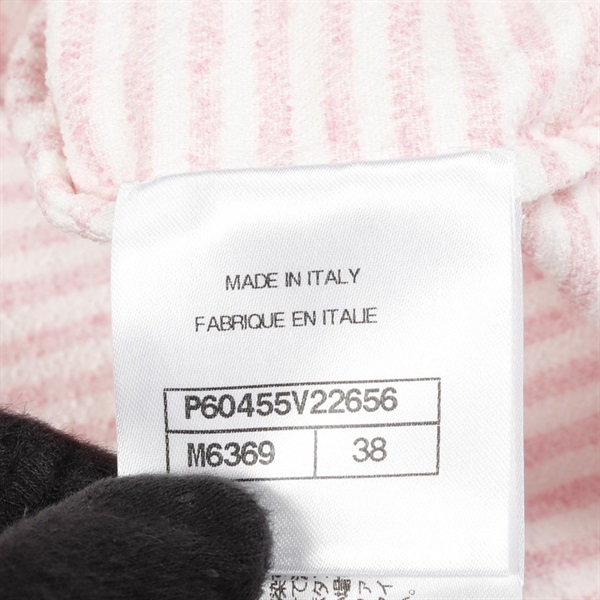 MADE IN ITALY
FABRIQUE EN ITALIE
P60455V22656
M6369 38